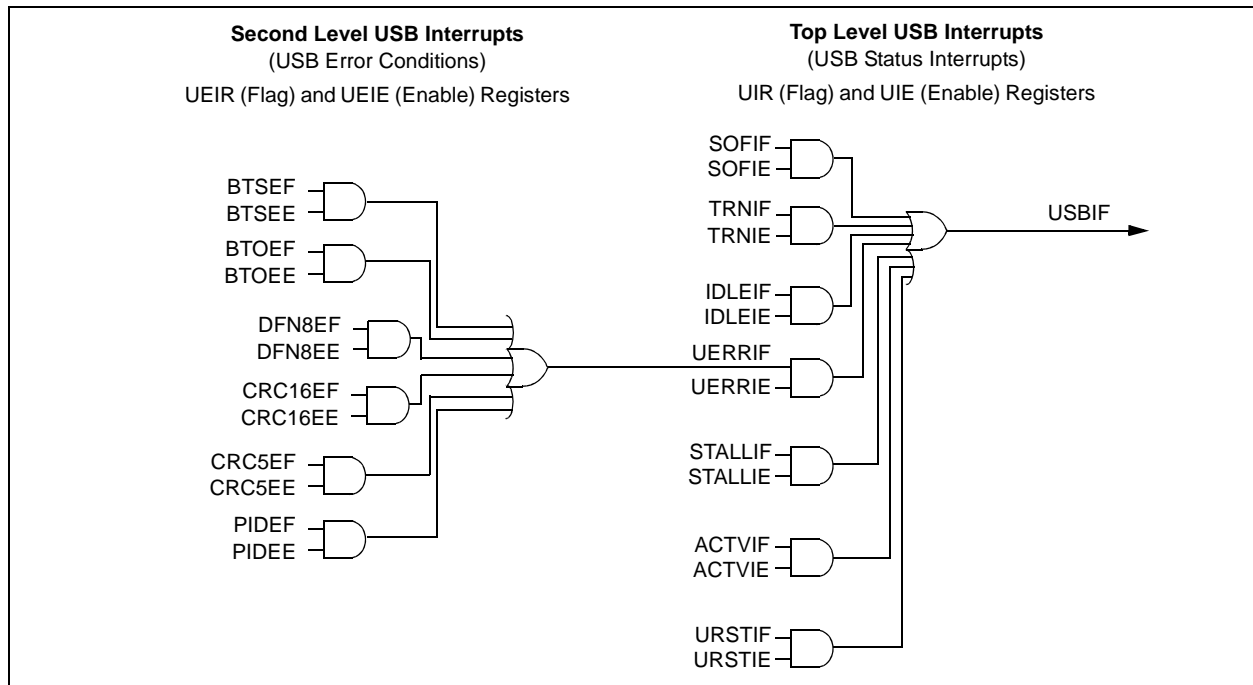 Second Level USB Interrupts
(USB Error Conditions)
UEIR (Flag) and UEIE (Enable) Registers
BTSEF
BTSEE
BTOEF
BTOEE
DFN8EF
DFN8EE
CRC16EF
CRC16EE
CRC5EF
CRC5EE
PIDEF
PIDEE
Top Level USB Interrupts
(USB Status Interrupts)
UIR (Flag) and UIE (Enable) Registers
SOFIF
SOFIE
TRNIF
TRNIE
IDLEIF
IDLEIE
UERRIF
UERRIE
STALLIF
STALLIE
ACTVIF
ACTVIE
URSTIF
URSTIE
USBIF